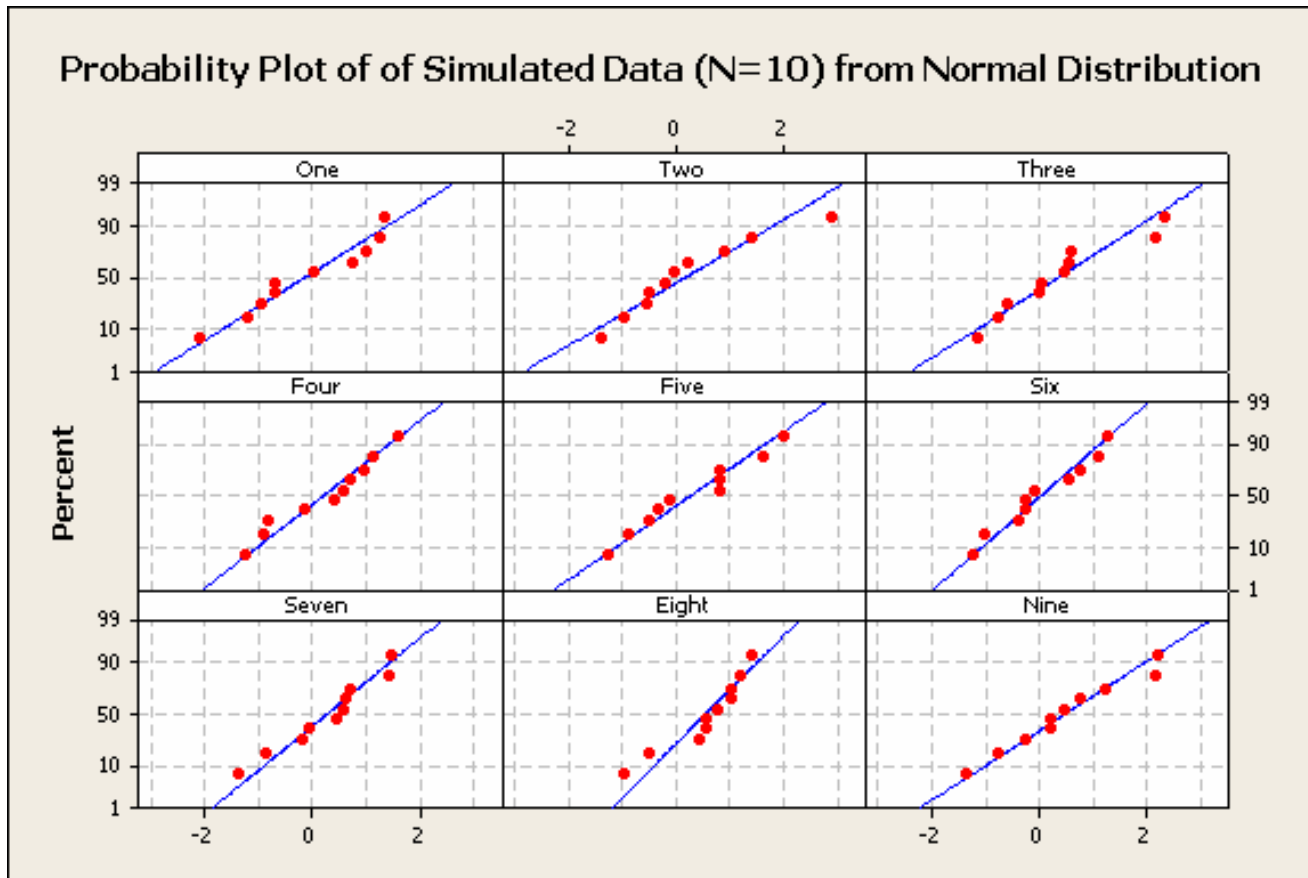 Probability Plot of of Simulated Data (N=10) from Normal Distribution
-2 0 2
One Two Three
99
90
50
10
1
Four Five Six
99
90
50
10
1
Percent
Seven Eight Nine
99
90
50
10
1
-2 0 2 -2 0 2